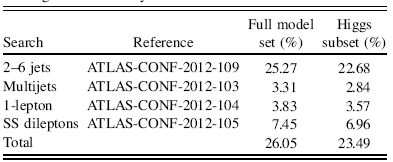 Full model Higgs
Search Reference set (%) subset (%)
2–6 jets ATLAS-CONF-2012-109 25.27 22.68
Multijets ATLAS-CONF-2012-103 3.31 2.84
1-lepton ATLAS-CONF-2012-104 3.83 3.57
SS dileptons ATLAS-CONF-2012-105 7.45 6.96
Total 26.05 23.49